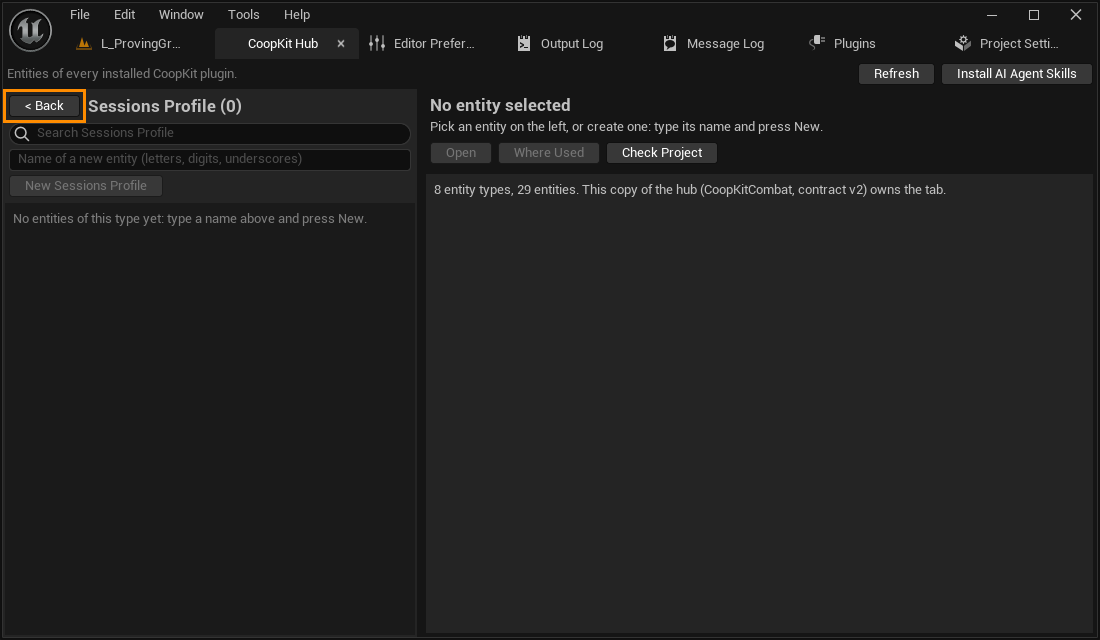 File Edit Window Tools Help
L_ProvingGr... CoopKit Hub × Editor Prefer... Output Log Message Log Plugins Project Setti...
Entities of every installed CoopKit plugin.
Refresh Install AI Agent Skills
< Back Sessions Profile (0)
Search Sessions Profile
Name of a new entity (letters, digits, underscores)
New Sessions Profile
No entities of this type yet: type a name above and press New.
No entity selected
Pick an entity on the left, or create one: type its name and press New.
Open Where Used Check Project
8 entity types, 29 entities. This copy of the hub (CoopKitCombat, contract v2) owns the tab.